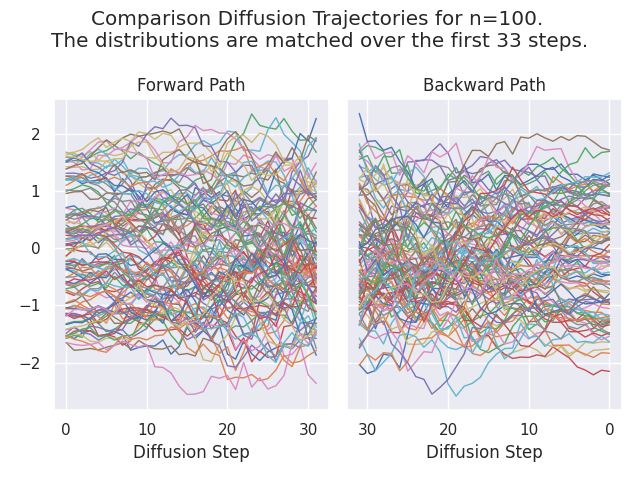 Comparison Diffusion Trajectories for n=100.
The distributions are matched over the first 33 steps.
Forward Path
Backward Path
2
1
0
−1
−2
0 10 20 30
30 20 10 0
Diffusion Step
Diffusion Step